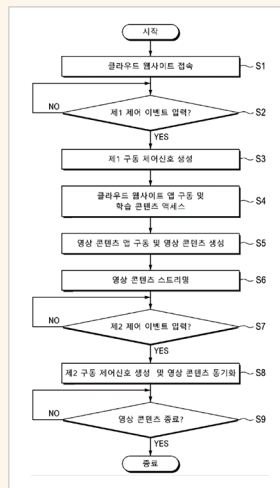 시작
클라우드 웹사이트 접속
S1
제1 제어 이벤트 입력?
S2
NO
YES
제1 구동 제어신호 생성
S3
클라우드 웹사이트 앱 구동 및
학습 콘텐츠 액세스
S4
영상 콘텐츠 앱 구동 및 영상 콘텐츠 생성
S5
영상 콘텐츠 스트리밍
S6
제2 제어 이벤트 입력?
S7
YES
제2 구동 제어신호 생성 및 영상 콘텐츠 동기화
S8
NO
영상 콘텐츠 종료?
S9
YES
종료